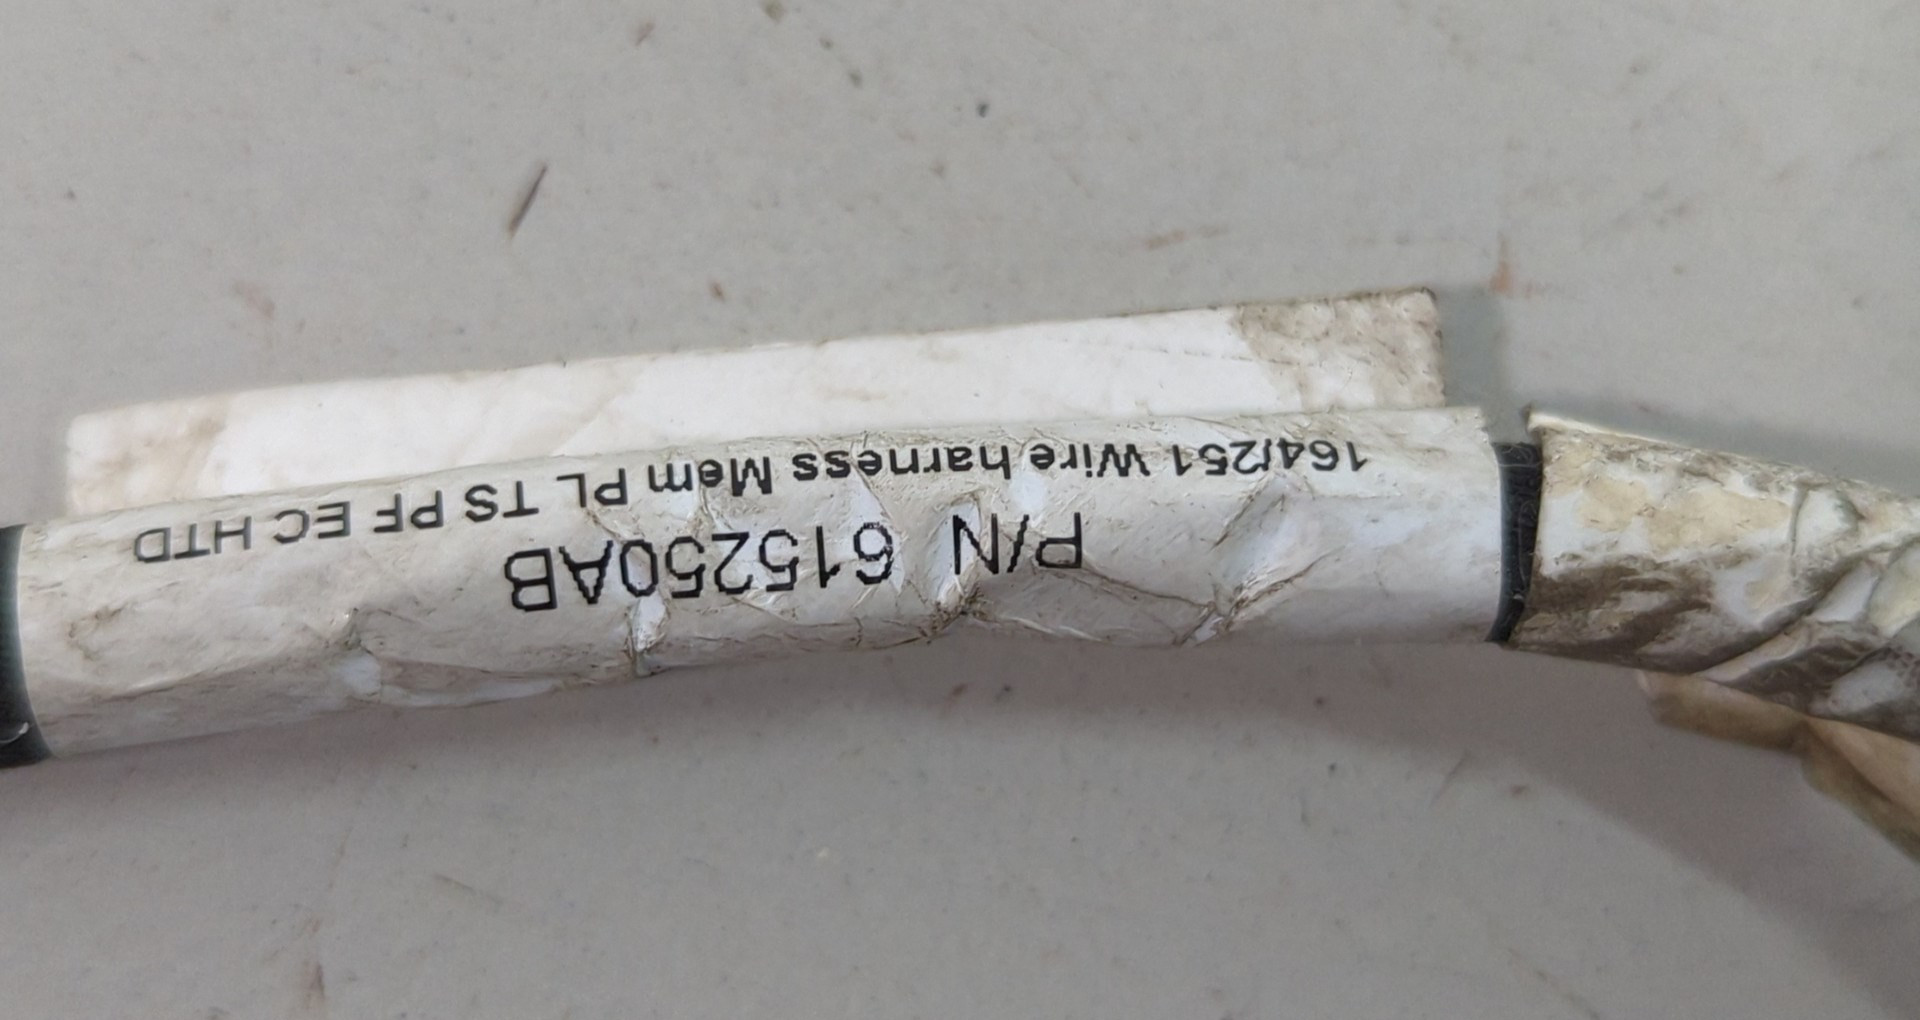 P/N 615250AB
164/251 Wire harness Mem PL TS PF EC HTD